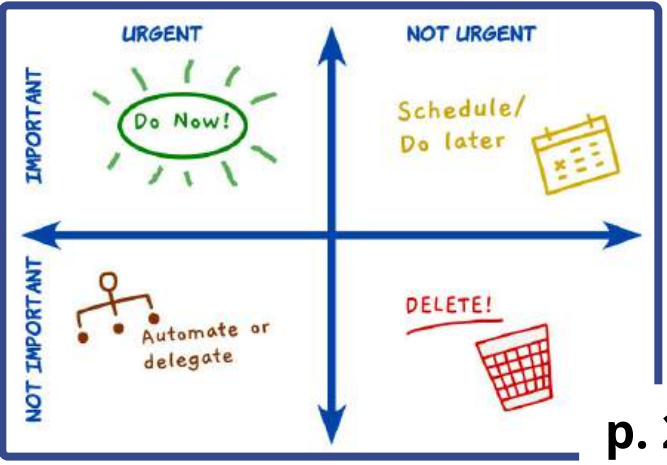 URGENT
NOT URGENT
IMPORTANT
Do Now!
Schedule/
Do later
NOT IMPORTANT
Automate or
delegate
DELETE!
p.